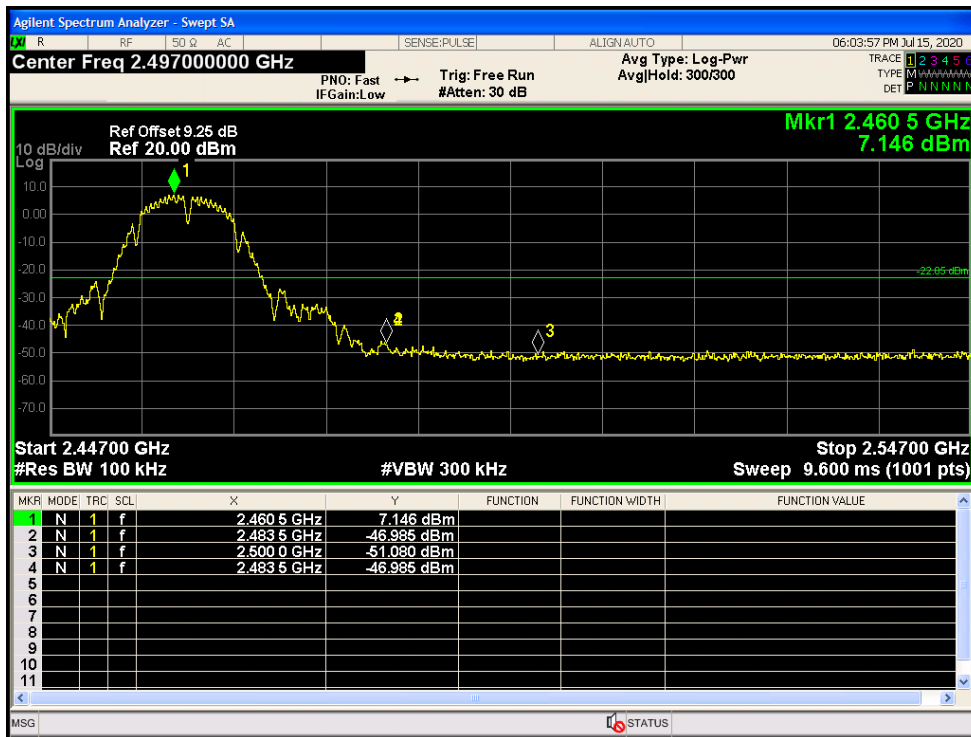 Agilent Spectrum Analyzer - Swept SA
LXI R RF 50 Ω AC SENSE:PULSE ALIGN AUTO 06:03:57 PM Jul 15, 2020
Center Freq 2.497000000 GHz
PNO: Fast
IFGain:Low
Trig: Free Run
#Atten: 30 dB
Avg Type: Log-Pwr
Avg|Hold: 300/300
TRACE 1 2 3 4 5 6
TYPE M
DET P N N N N N
Mkr1 2.460 5 GHz
7.146 dBm
Ref Offset 9.25 dB
10 dB/div Ref 20.00 dBm
Log
1
10.0
0.00
-10.0
-20.0
-22.05 dBm
-30.0
-40.0
3
-50.0
-60.0
-70.0
Start 2.44700 GHz Stop 2.54700 GHz
#Res BW 100 kHz #VBW 300 kHz Sweep 9.600 ms (1001 pts)
MKR MODE TRC SCL X Y FUNCTION FUNCTION WIDTH FUNCTION VALUE
1 N 1 f 2.460 5 GHz 7.146 dBm
2 N 1 f 2.483 5 GHz -46.985 dBm
3 N 1 f 2.500 0 GHz -51.080 dBm
4 N 1 f 2.483 5 GHz -46.985 dBm
5
6
7
8
9
10
11
MSG STATUS